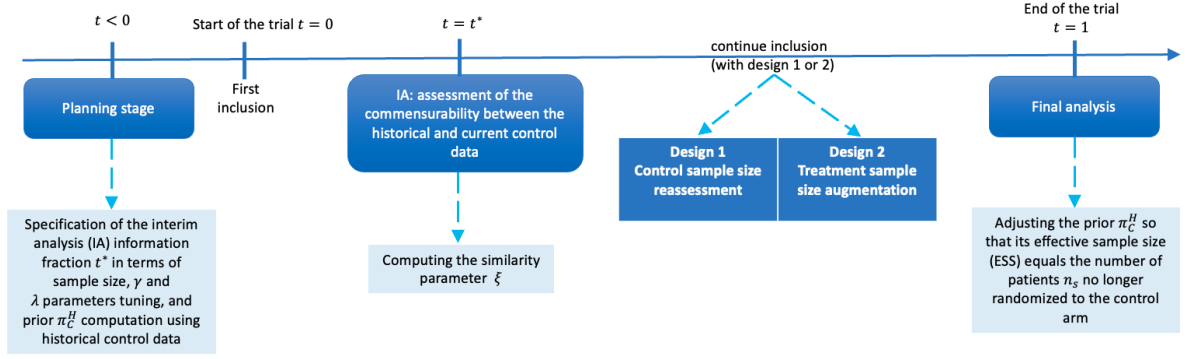 t < 0
Start of the trial t = 0
t = t*
End of the trial
t = 1
continue inclusion
(with design 1 or 2)
Planning stage
First
inclusion
IA: assessment of the
commensurability between the
historical and current control
data
Final analysis
Design 1
Control sample size
reassessment
Design 2
Treatment sample
size augmentation
Specification of the interim
analysis (IA) information
fraction t* in terms of
sample size, γ and
λ parameters tuning, and
prior π_C^H computation using
historical control data
Computing the similarity
parameter ξ
Adjusting the prior π_C^H so
that its effective sample size
(ESS) equals the number of
patients n_s no longer
randomized to the control
arm